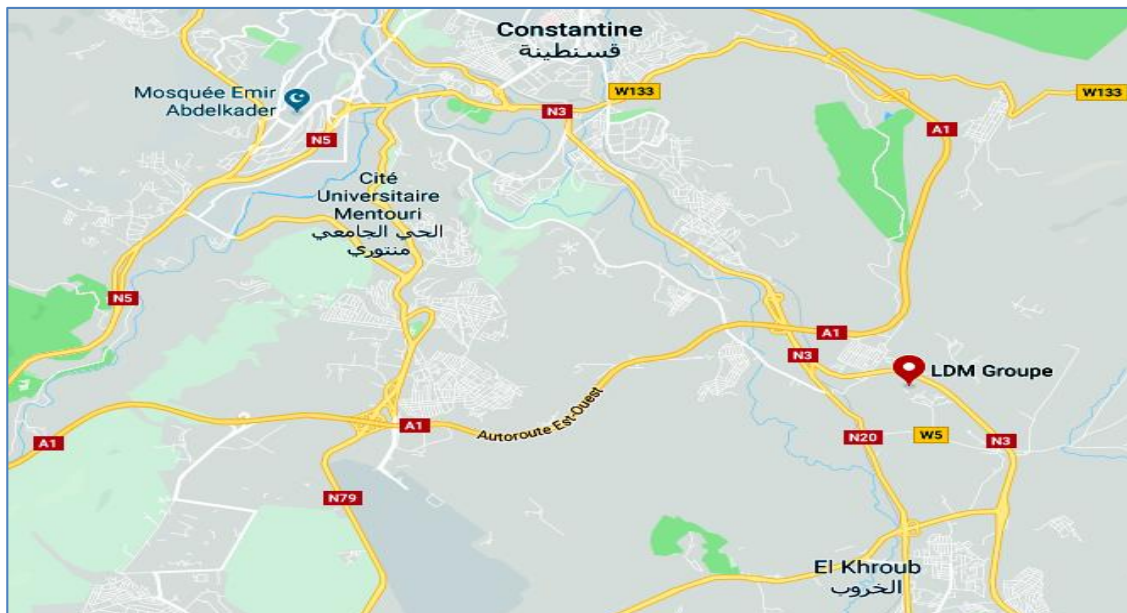 Constantine
قسنطينة
W133
W133
Mosquée Emir
Abdelkader
N3
A1
N5
Cité
Universitaire
Mentouri
الحي الجامعي
منتوري
N5
A1
N3
LDM Groupe
A1
A1
Autoroute Est-Ouest
N20
W5
N3
N79
El Khroub
الخروب